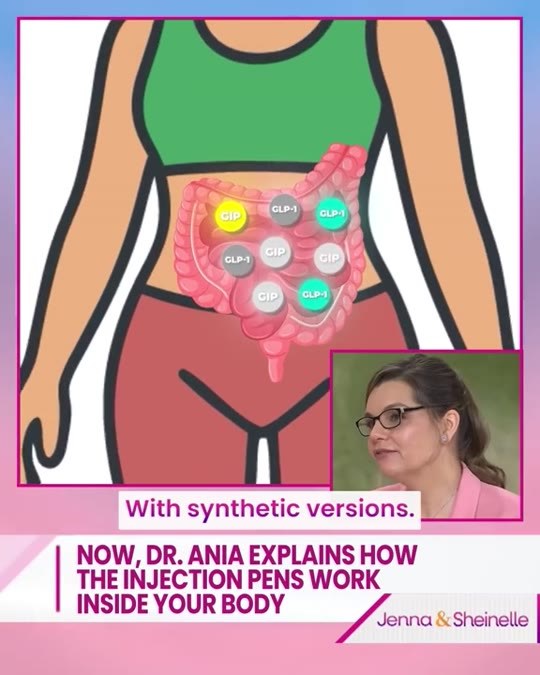 GIP
GLP-1
GLP-1
GLP-1
GIP
GIP
GIP
GLP-1
With synthetic versions.
NOW, DR. ANIA EXPLAINS HOW
THE INJECTION PENS WORK
INSIDE YOUR BODY
Jenna & Sheinelle